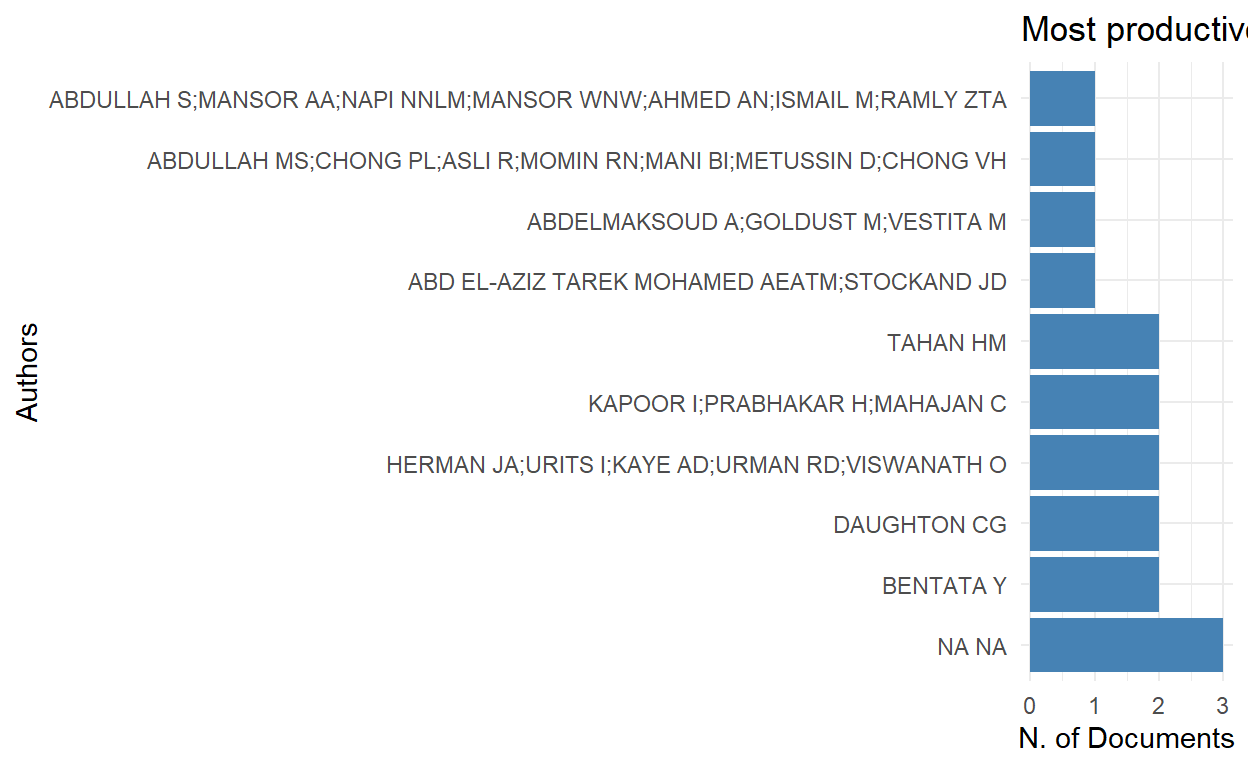 Most productive
ABDULLAH S;MANSOR AA;NAPI NNLM;MANSOR WNW;AHMED AN;ISMAIL M;RAMLY ZTA
ABDULLAH MS;CHONG PL;ASLI R;MOMIN RN;MANI BI;METUSSIN D;CHONG VH
ABDELMAKSOUD A;GOLDUST M;VESTITA M
ABD EL-AZIZ TAREK MOHAMED AEATM;STOCKAND JD
TAHAN HM
KAPOOR I;PRABHAKAR H;MAHAJAN C
HERMAN JA;URITS I;KAYE AD;URMAN RD;VISWANATH O
DAUGHTON CG
BENTATA Y
NA NA
Authors
0 1 2 3
N. of Documents